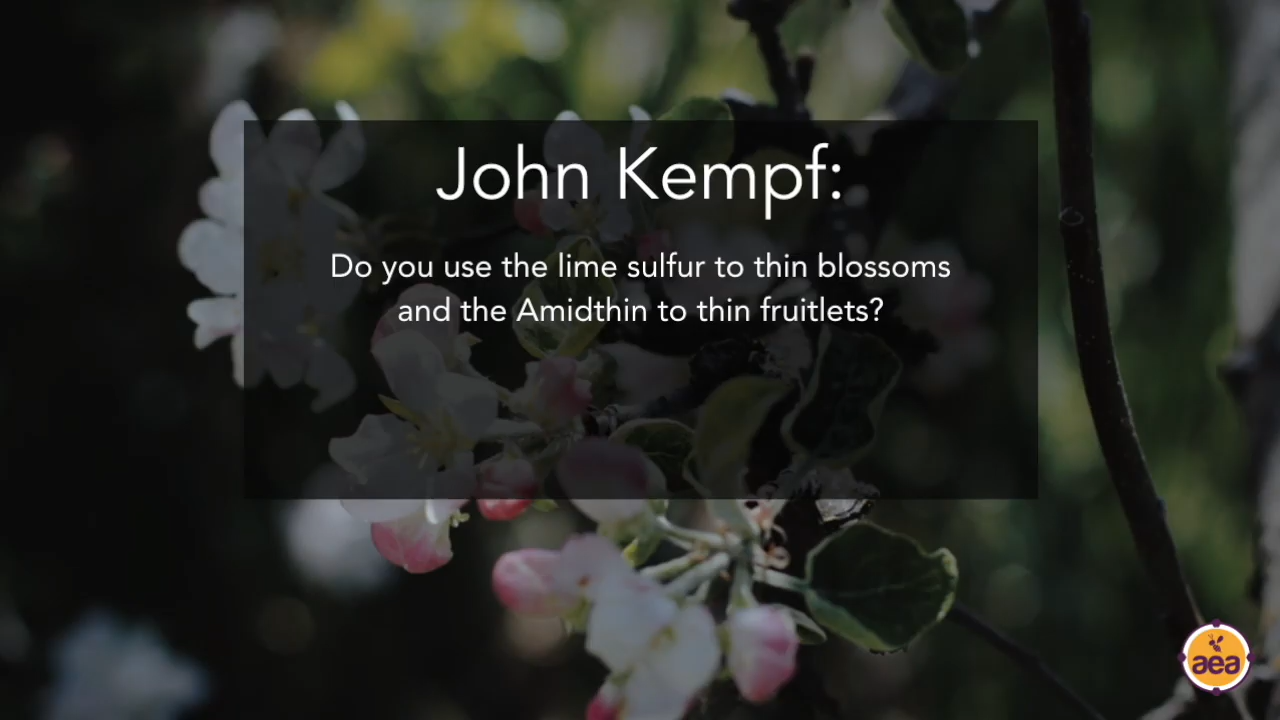 John Kempf:
Do you use the lime sulfur to thin blossoms
and the Amidthin to thin fruitlets?
aea